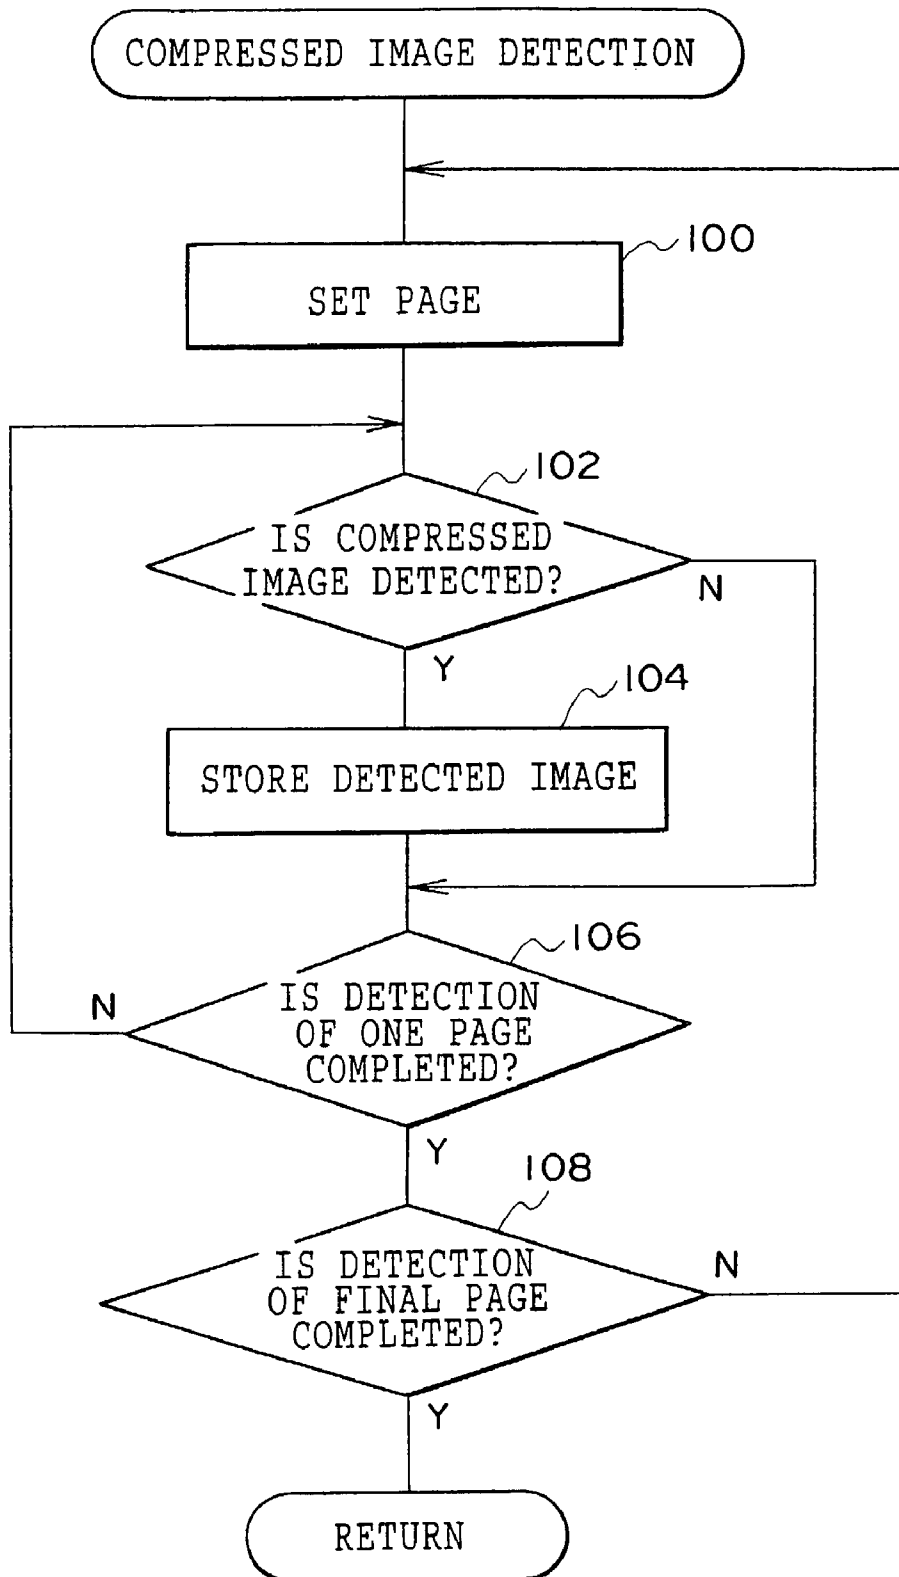 COMPRESSED IMAGE DETECTION
100
SET PAGE
102
IS COMPRESSED
IMAGE DETECTED?
N
Y
104
STORE DETECTED IMAGE
106
IS DETECTION
OF ONE PAGE
COMPLETED?
N
Y
108
IS DETECTION
OF FINAL PAGE
COMPLETED?
N
Y
RETURN